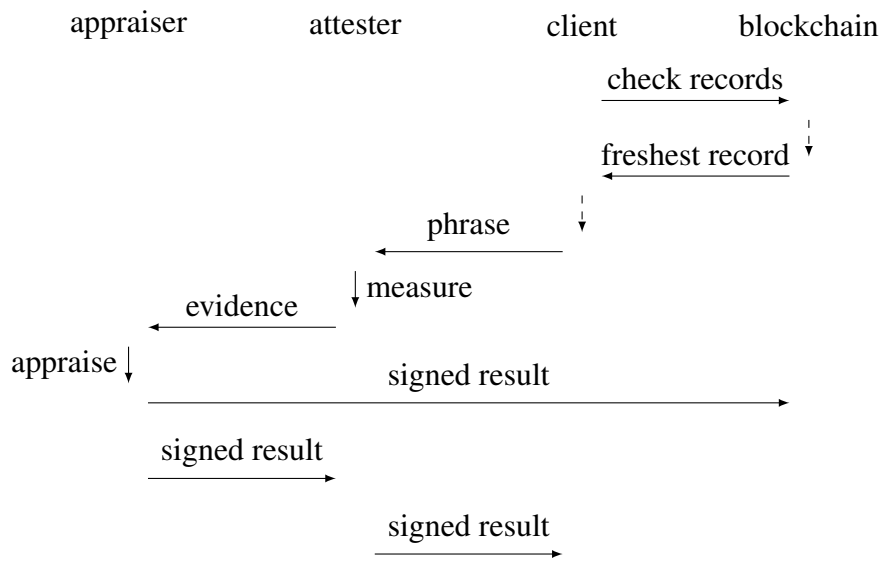 appraiser attester client blockchain
check records
freshest record
phrase
measure
evidence
appraise
signed result
signed result
signed result